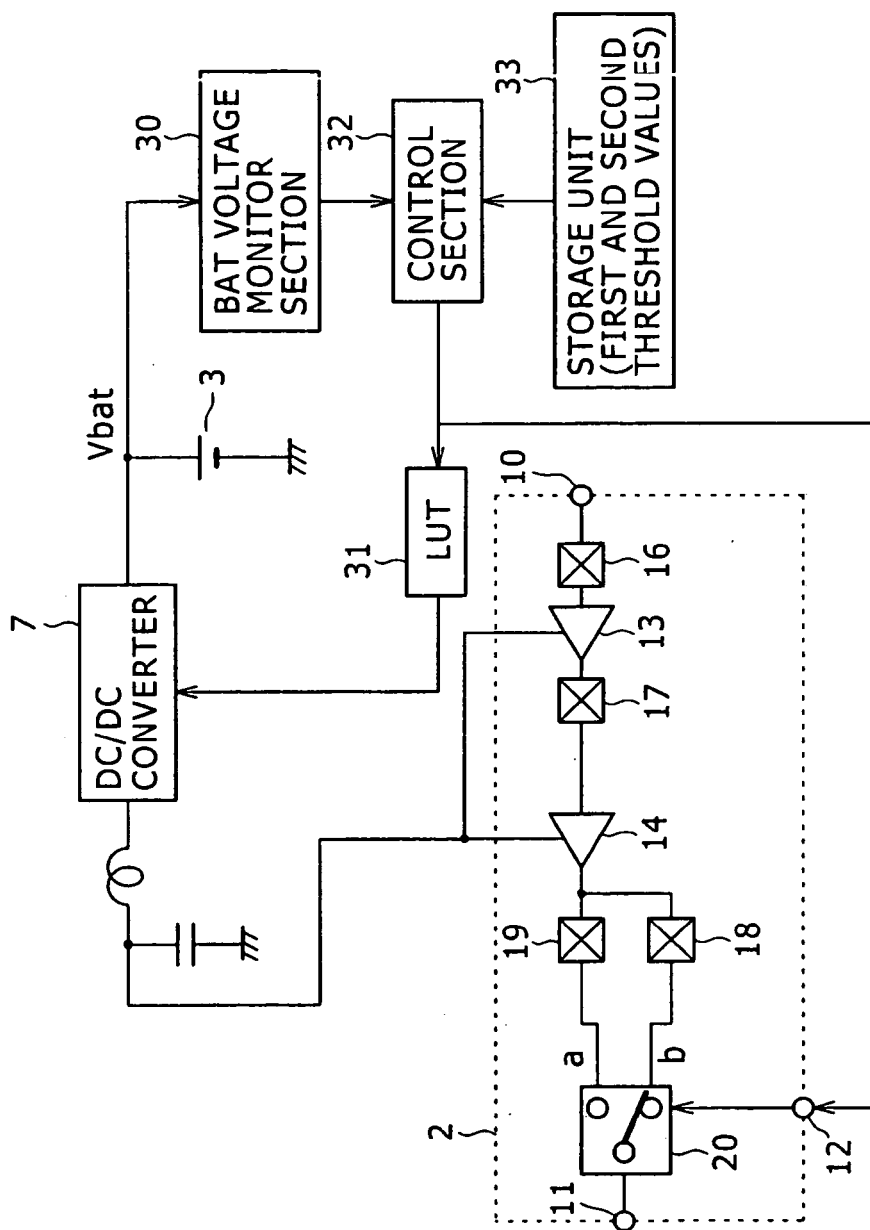 7
DC/DC
CONVERTER
Vbat
3
30
BAT VOLTAGE
MONITOR
SECTION
32
CONTROL
SECTION
33
STORAGE UNIT
(FIRST AND SECOND
THRESHOLD VALUES)
31
LUT
2
10
16
13
17
14
19
18
a
b
20
11
12